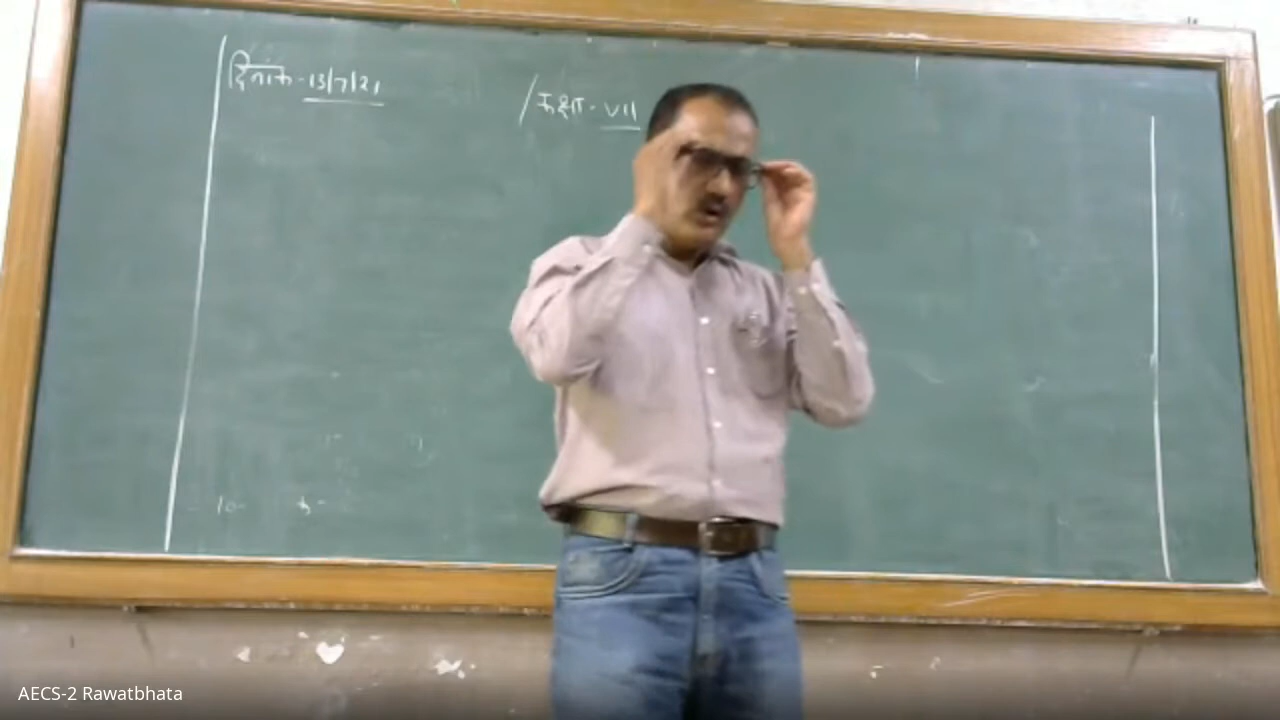 दिनांक - 13/7/21
कक्षा - VII
AECS-2 Rawatbhata